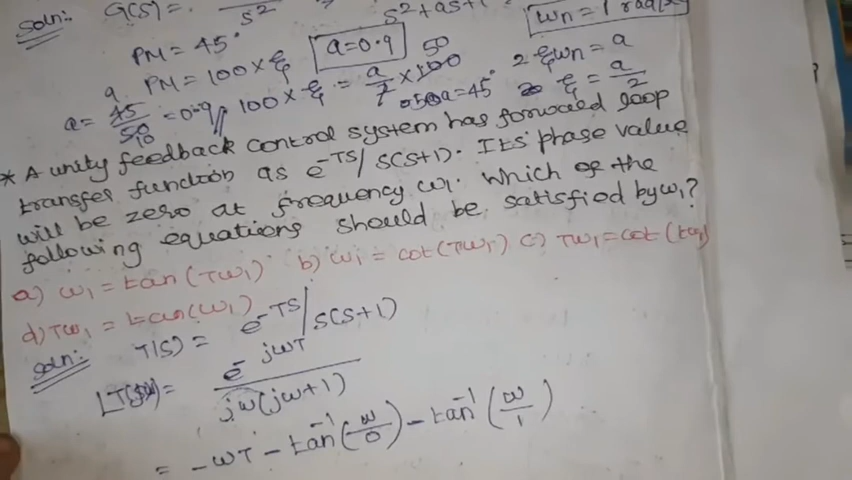 Soln:- G(s) =
s²
s²+as+1
Wn = 1 rad/s
PM = 45°
a=0.9
PM = 100×ξ
2ξωn = a
a = 45/50 = 0.9
100×ξ = a/2 × 100
50a=45°
ξ = a/2
* A unity feedback control system has forward loop
transfer function as e^-TS/S(S+1). Its phase value
will be zero at frequency ω1. which of the
following equations should be satisfied by ω1?
a) ω1 = tan(Tω1) b) ω1 = cot(Tω1) c) Tω1 = cot(
d) Tω1 = tan(ω1)
Soln:- T(S) = e^-TS/S(S+1)
= e^-jωT / jω(jω+1)
= -ωT - tan^-1(ω/0) - tan^-1(ω/1)